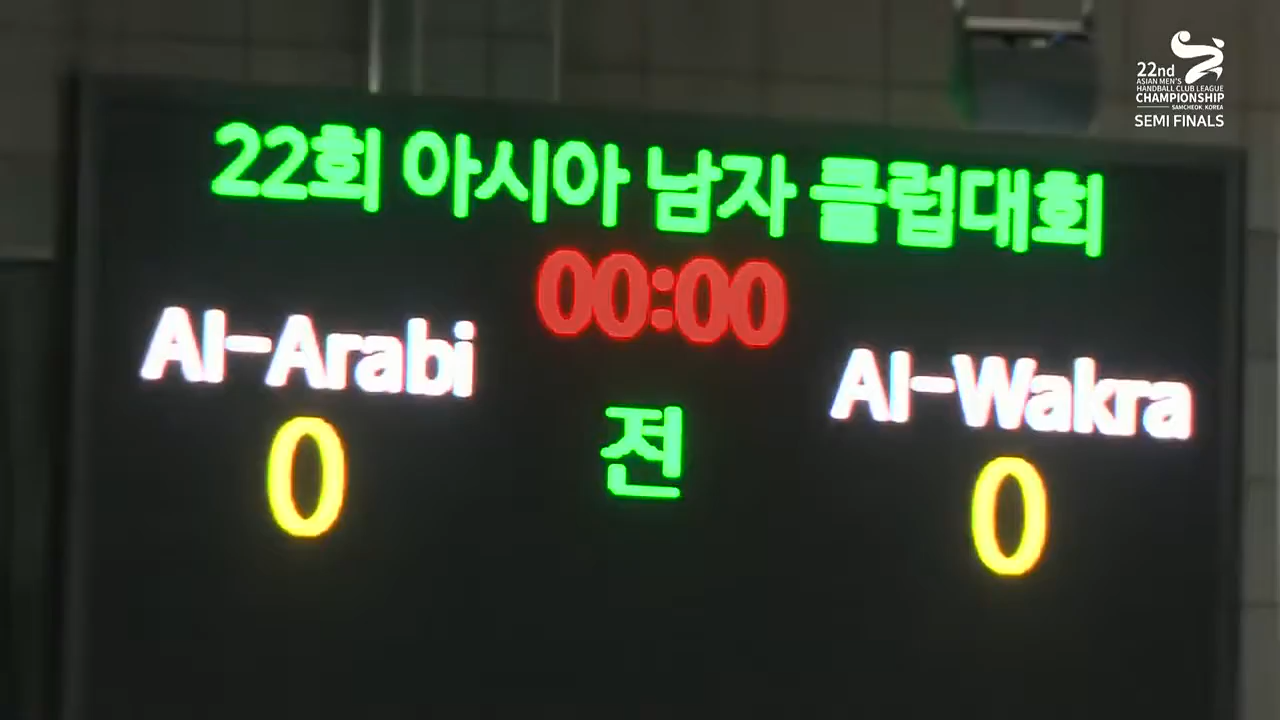 22nd
ASIAN MEN'S
HANDBALL CLUB LEAGUE
CHAMPIONSHIP
SAMCHEOK, KOREA
SEMI FINALS
22회 아시아 남자 클럽대회
00:00
Al-Arabi
Al-Wakra
0
전
0